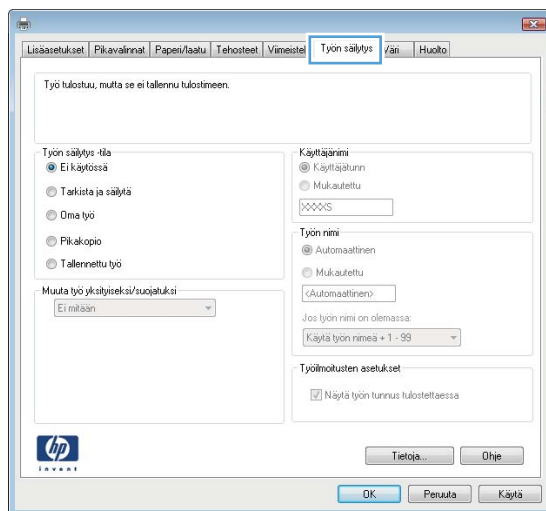 Lisäasetukset Pikavalinnat Paperi/laatu Tehosteet Viimeistel Työn säilytys Väri Huolto
Työ tulostuu, mutta se ei tallennu tulostimeen.
Työn säilytys -tila
Ei käytössä
Tarkista ja säilytä
Oma työ
Pikakopio
Tallennettu työ
Muuta työ yksityiseksi/suojatuksi
Ei mitään
Käyttäjänimi
Käyttäjätunn
Mukautettu
XXXXS
Työn nimi
Automaattinen
Mukautettu
<Automaattinen>
Jos työn nimi on olemassa:
Käytä työn nimeä + 1 - 99
Työilmoitusten asetukset
Näytä työn tunnus tulostettaessa
hp
invent
Tietoja... Ohje
OK Peruuta Käytä